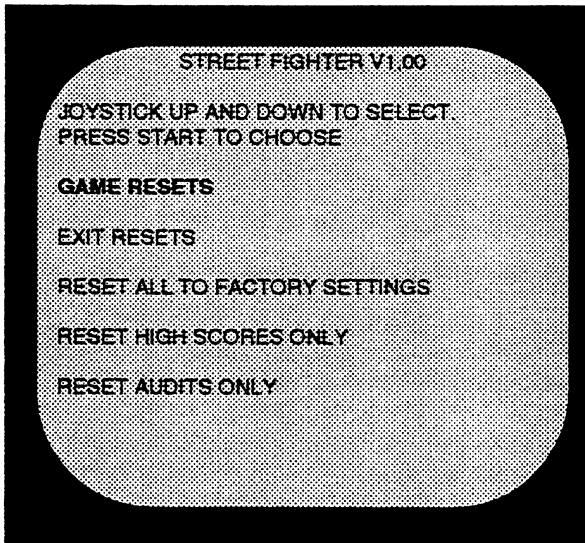 STREET FIGHTER V1.00
JOYSTICK UP AND DOWN TO SELECT.
PRESS START TO CHOOSE
GAME RESETS
EXIT RESETS
RESET ALL TO FACTORY SETTINGS
RESET HIGH SCORES ONLY
RESET AUDITS ONLY